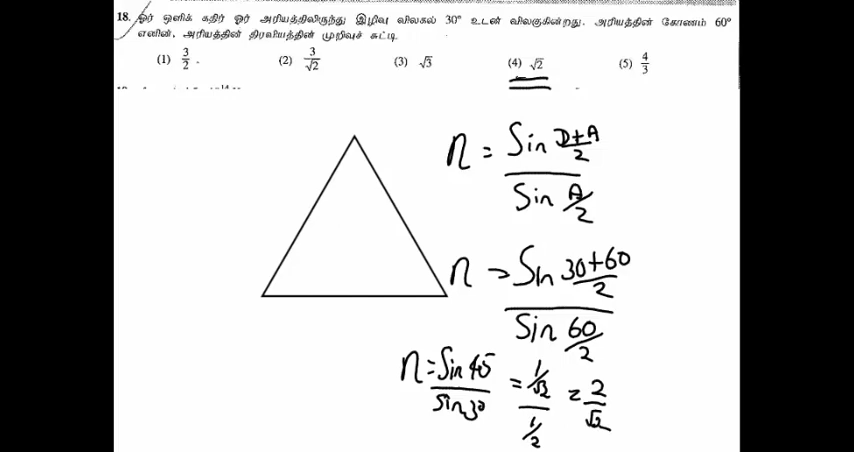 18. ஓர் ஒளிக் கதிர் ஓர் அரியத்திலிருந்து இழிவு விலகல் 30° உடன் விலகுகின்றது. அரியத்தின் கோணம் 60°
எனின், அரியத்தின் திரவியத்தின் முறிவுச் சுட்டி
(1) 3/2 . (2) 3/√2 (3) √3 (4) √2 (5) 4/3
n = Sin (D+A)/2 / Sin A/2
n → Sin (30+60)/2 / Sin 60/2
n = Sin 45 / Sin 30 = 1/√2 / 1/2 = 2/√2